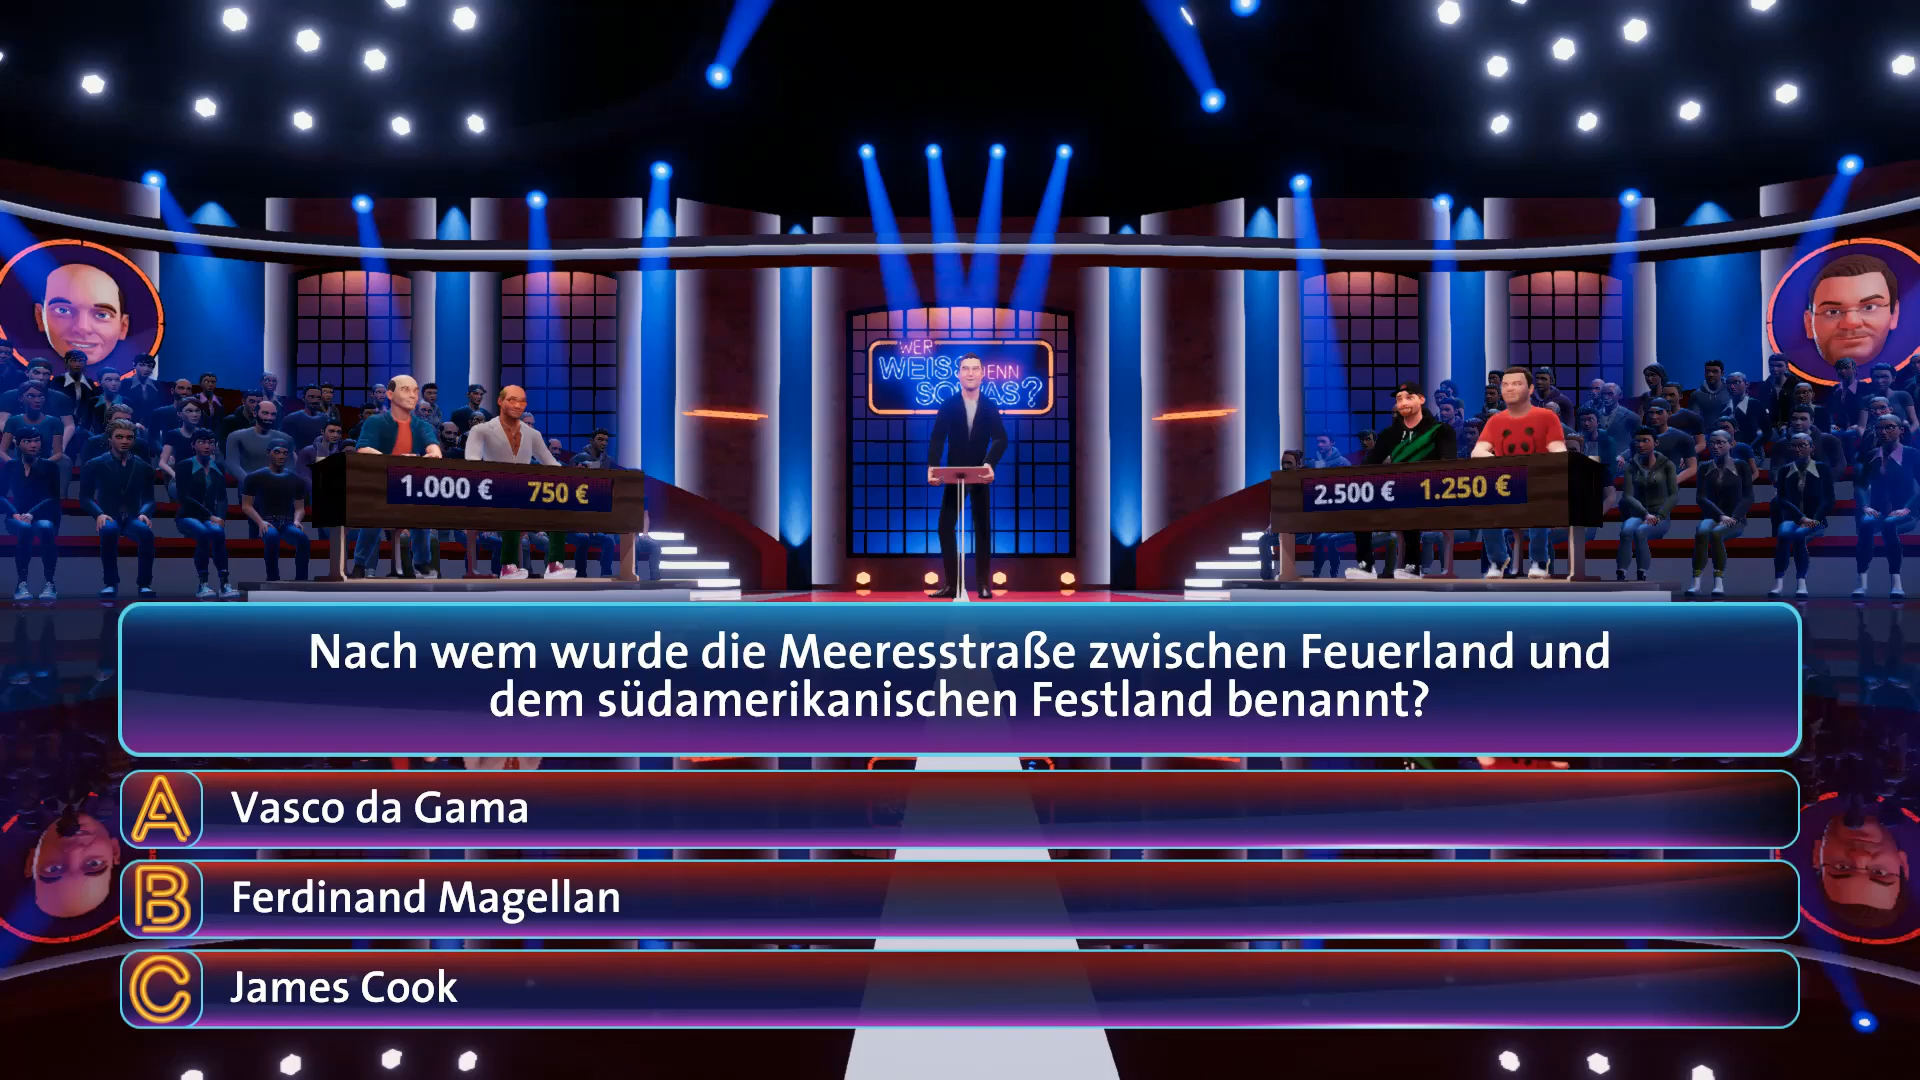 WER
WEISS DENN
SOWAS?
1.000 €
750 €
2.500 €
1.250 €
Nach wem wurde die Meeresstraße zwischen Feuerland und
dem südamerikanischen Festland benannt?
A
Vasco da Gama
B
Ferdinand Magellan
C
James Cook